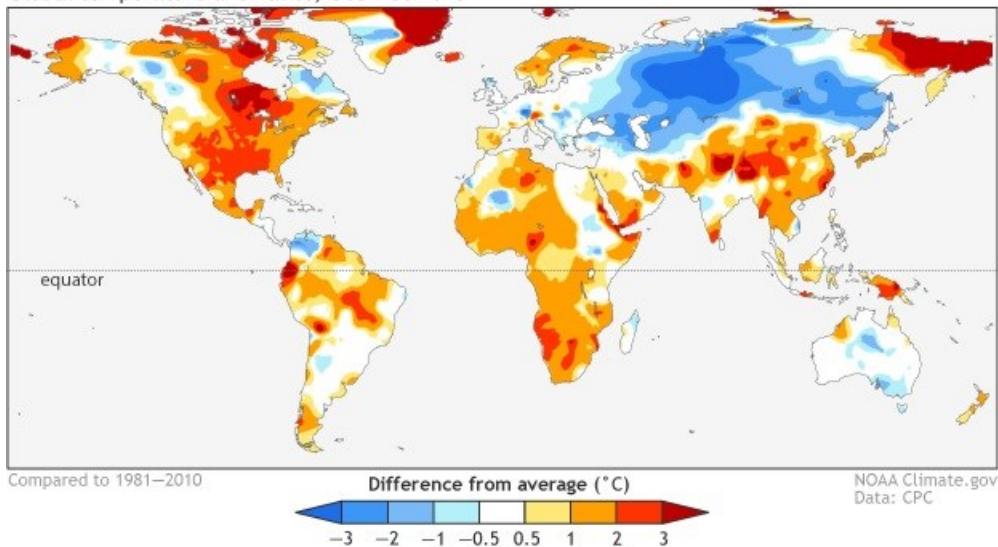 equator
Compared to 1981—2010
Difference from average (°C)
NOAA Climate.gov
Data: CPC
−3 −2 −1 −0.5 0.5 1 2 3